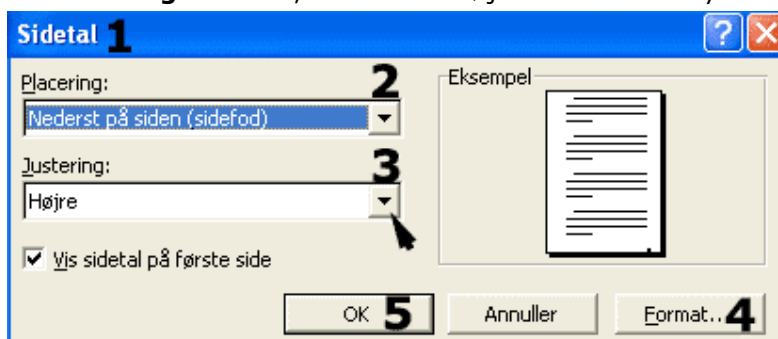 Sidetal 1
Placering: 2
Eksempel
Nederst på siden (sidefod)
Justering: 3
Højre
Vis sidetal på første side
OK 5
Annuller
Format... 4